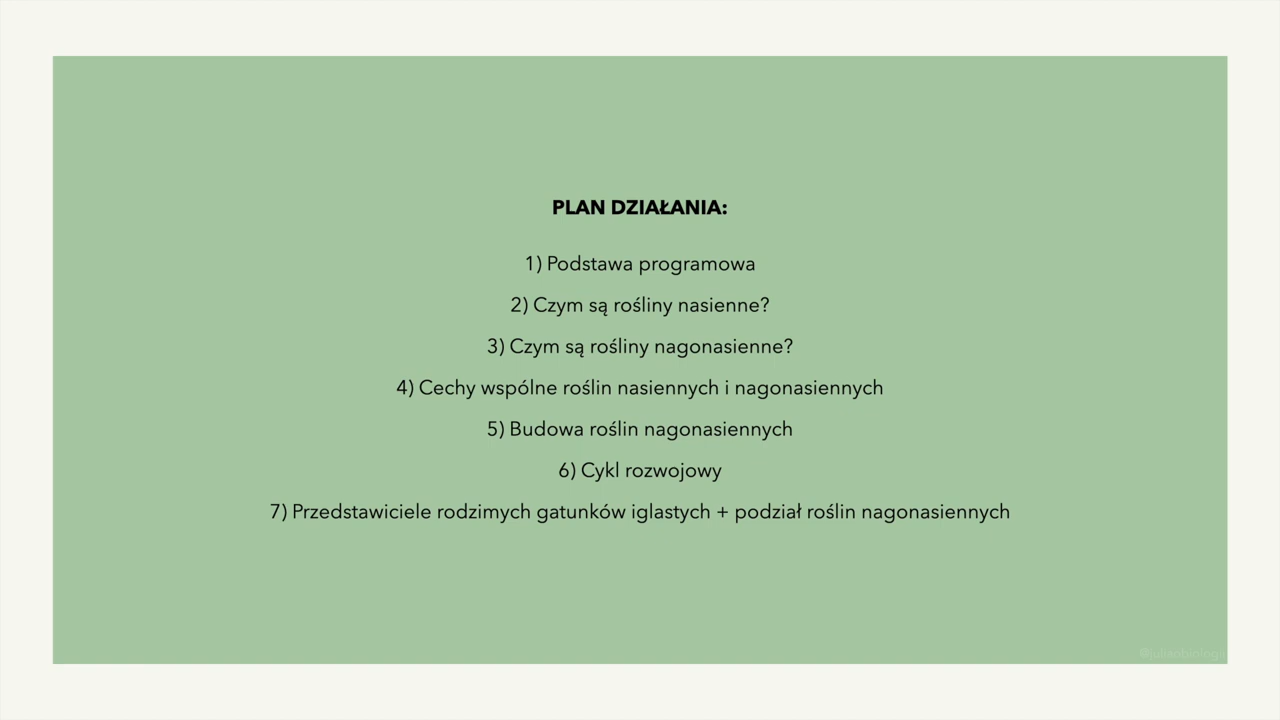 PLAN DZIAŁANIA:
1) Podstawa programowa
2) Czym są rośliny nasienne?
3) Czym są rośliny nagonasienne?
4) Cechy wspólne roślin nasiennych i nagonasiennych
5) Budowa roślin nagonasiennych
6) Cykl rozwojowy
7) Przedstawiciele rodzimych gatunków iglastych + podział roślin nagonasiennych